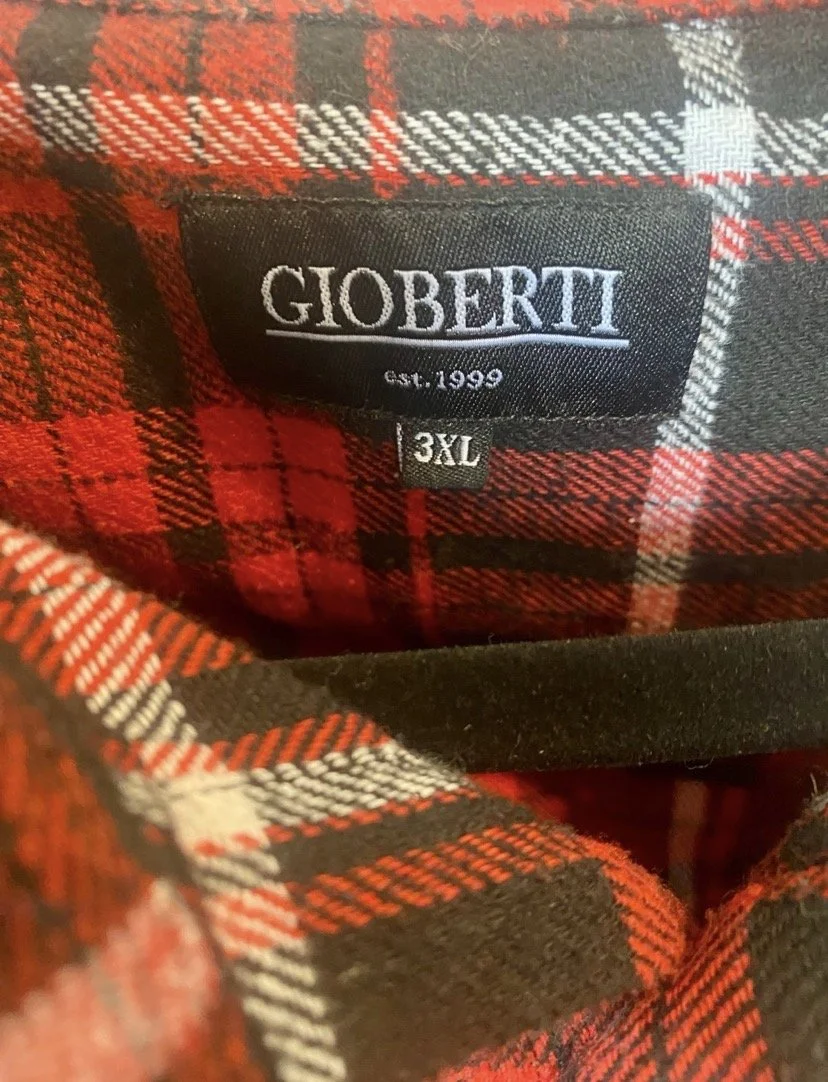 GIOBERTI
est. 1999
3XL